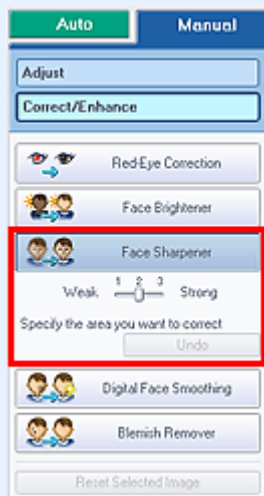 Auto Manual
Adjust
Correct/Enhance
Red-Eye Correction
Face Brightener
Face Sharpener
1 2 3
Weak Strong
Specify the area you want to correct
Undo
Digital Face Smoothing
Blemish Remover
Reset Selected Image